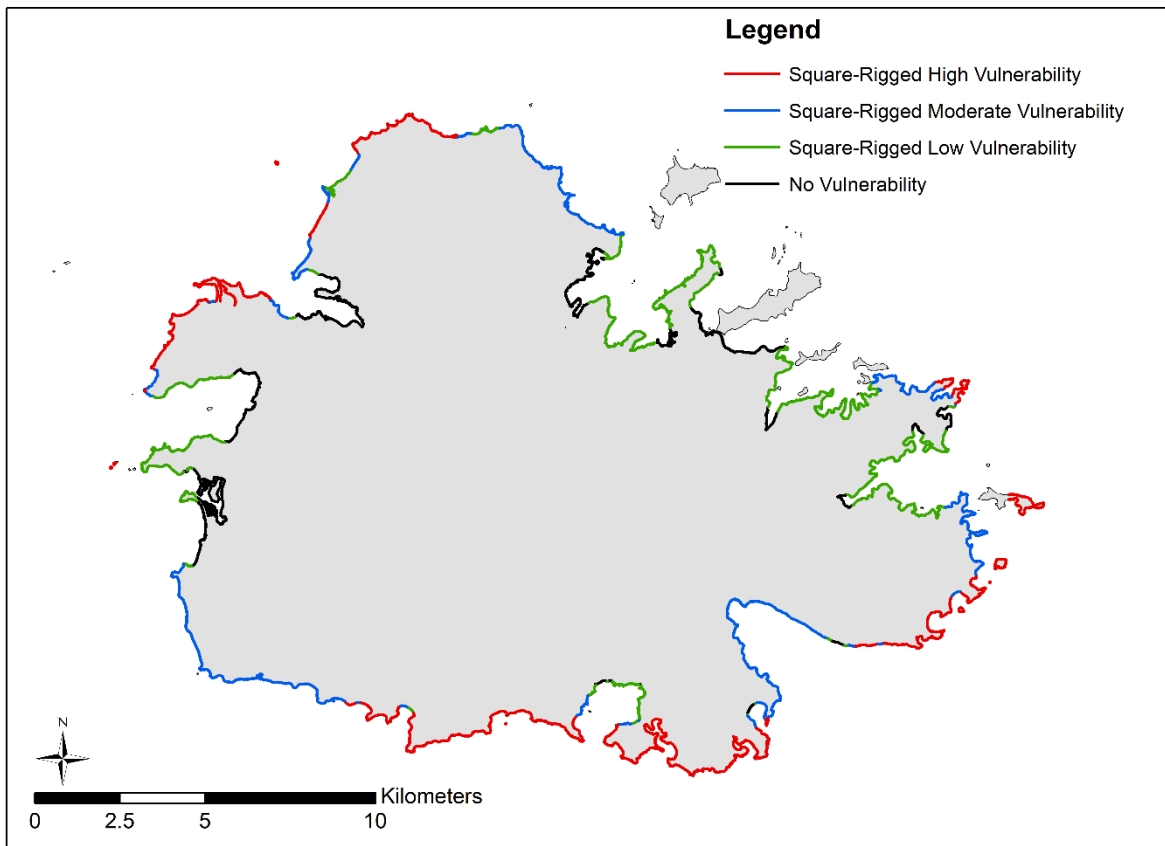 Legend
Square-Rigged High Vulnerability
Square-Rigged Moderate Vulnerability
Square-Rigged Low Vulnerability
No Vulnerability
N
Kilometers
0 2.5 5 10